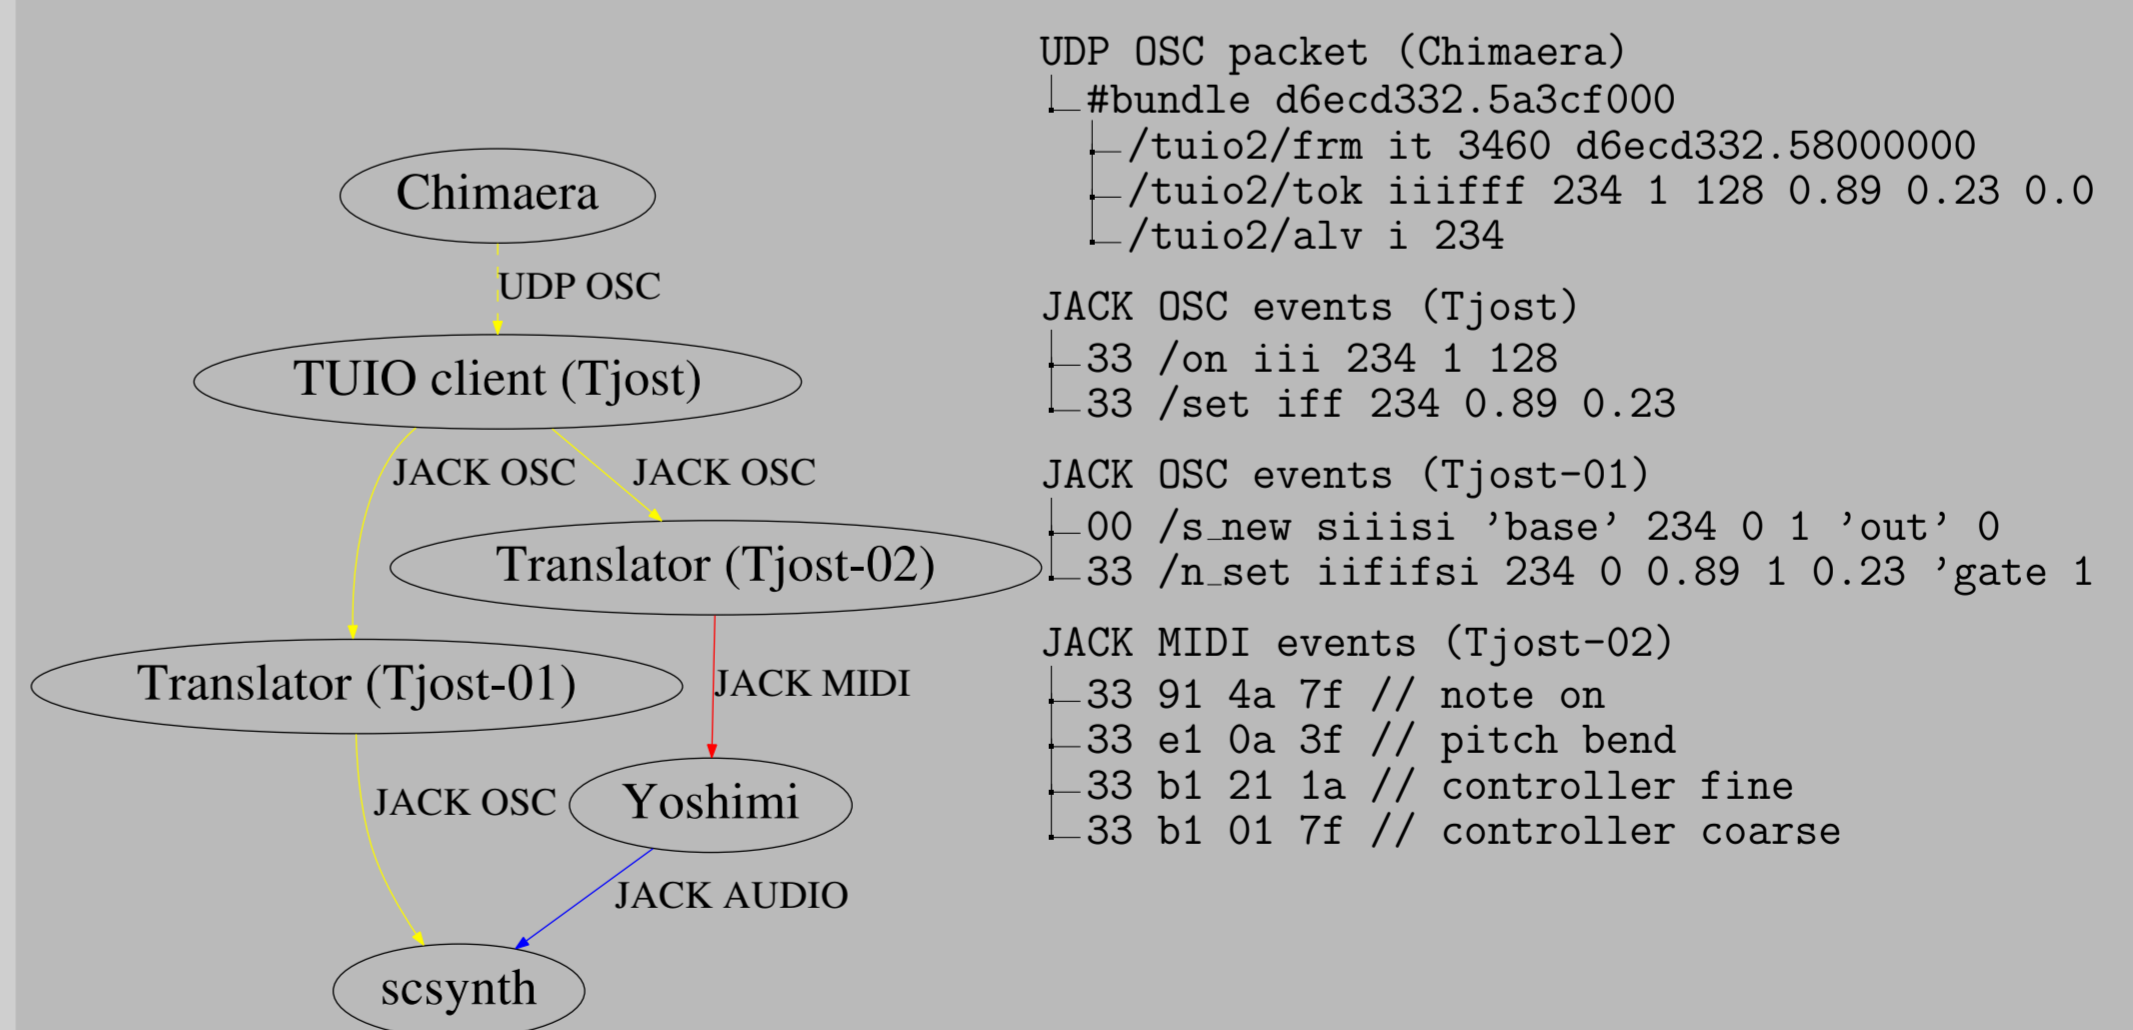 Chimaera
UDP OSC
TUIO client (Tjost)
JACK OSC
JACK OSC
Translator (Tjost-02)
Translator (Tjost-01)
JACK MIDI
JACK OSC
Yoshimi
JACK AUDIO
scsynth
UDP OSC packet (Chimaera)
#bundle d6ecd332.5a3cf000
/tuio2/frm it 3460 d6ecd332.58000000
/tuio2/tok iiifff 234 1 128 0.89 0.23 0.0
/tuio2/alv i 234
JACK OSC events (Tjost)
33 /on iii 234 1 128
33 /set iff 234 0.89 0.23
JACK OSC events (Tjost-01)
00 /s_new siiisi ’base’ 234 0 1 ’out’ 0
33 /n_set iififsi 234 0 0.89 1 0.23 ’gate 1
JACK MIDI events (Tjost-02)
33 91 4a 7f // note on
33 e1 0a 3f // pitch bend
33 b1 21 1a // controller fine
33 b1 01 7f // controller coarse